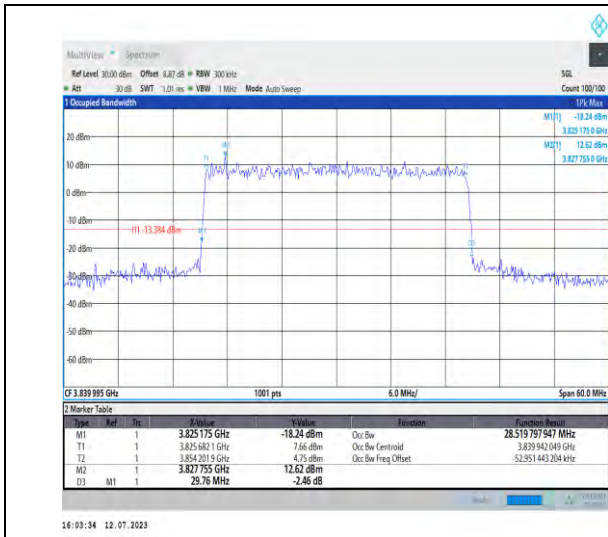 MultiView Spectrum
Ref Level 30.00 dBm Offset 8.87 dB RBW 300 kHz SGL
Att 30 dB SWT 1.01 ms VBW 1 MHz Mode Auto Sweep Count 100/100
1 Occupied Bandwidth 1Pk Max
M1[1] -18.24 dBm
3.825 175 0 GHz
M2[1] 12.62 dBm
3.827 755 0 GHz
20 dBm
10 dBm
0 dBm
-10 dBm
H1 -13.384 dBm
-20 dBm
-30 dBm
-40 dBm
-50 dBm
-60 dBm
CF 3.839 995 GHz 1001 pts 6.0 MHz/ Span 60.0 MHz
2 Marker Table
Type Ref Trc X-Value Y-Value Function Function Result
M1 1 3.825 175 GHz -18.24 dBm Occ Bw 28.519 797 947 MHz
T1 1 3.825 682 1 GHz 7.66 dBm Occ Bw Centroid 3.839 942 049 GHz
T2 1 3.854 201 9 GHz 4.75 dBm Occ Bw Freq Offset -52.951 443 204 kHz
M2 1 3.827 755 GHz 12.62 dBm
D3 M1 1 29.76 MHz -2.46 dB
16:03:34 12.07.2023